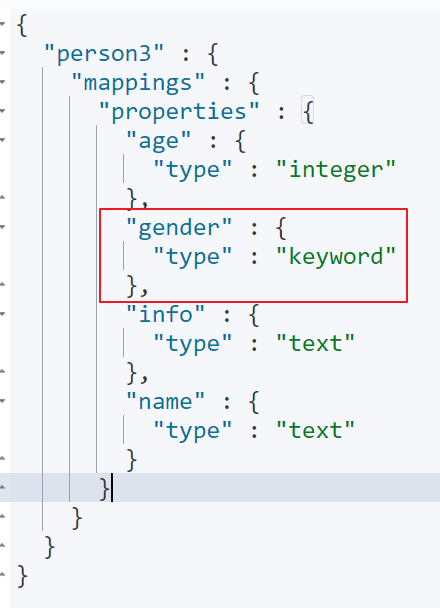 {
  "person3" : {
    "mappings" : {
      "properties" : {
        "age" : {
          "type" : "integer"
        },
        "gender" : {
          "type" : "keyword"
        },
        "info" : {
          "type" : "text"
        },
        "name" : {
          "type" : "text"
        }
      }
    }
  }
}